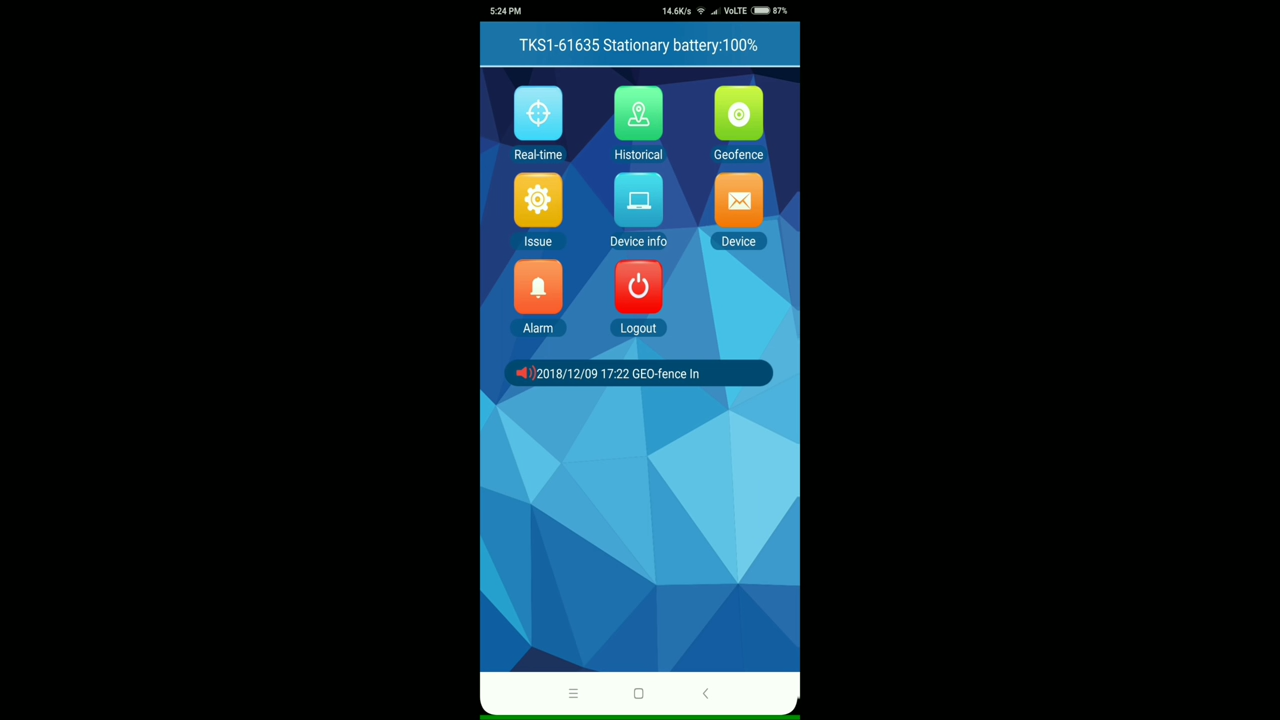 5:24 PM 14.6K/s VoLTE 87%
TKS1-61635 Stationary battery:100%
Real-time Historical Geofence
Issue Device info Device
Alarm Logout
2018/12/09 17:22 GEO-fence In